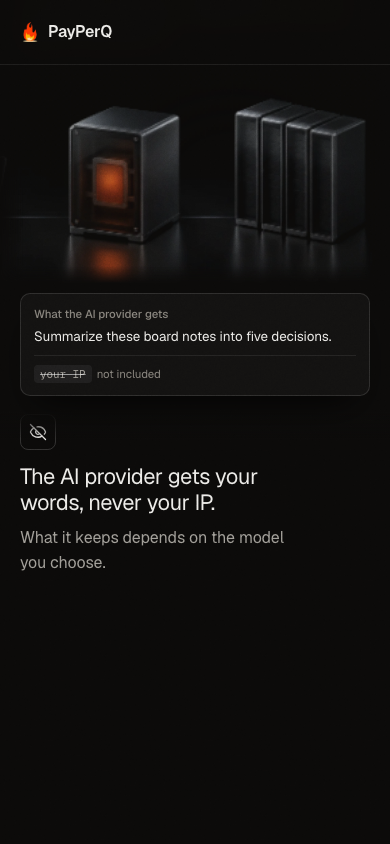 PayPerQ
What the AI provider gets
Summarize these board notes into five decisions.
your IP not included
The AI provider gets your
words, never your IP.
What it keeps depends on the model
you choose.